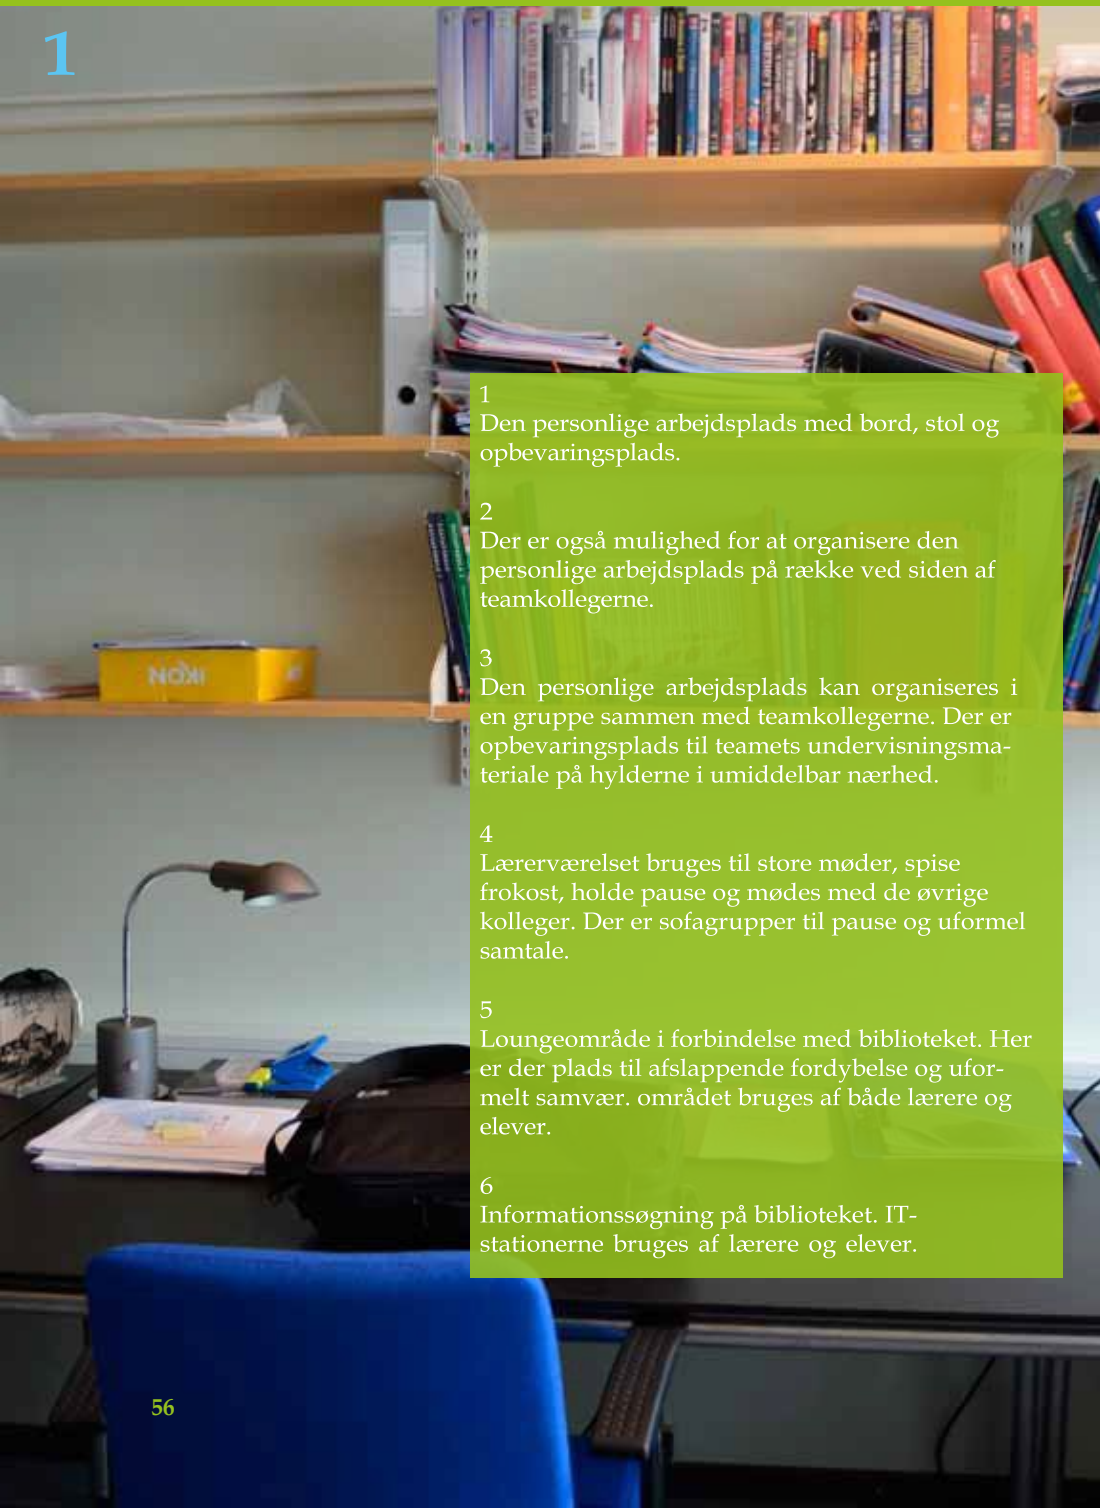 1
1
Den personlige arbejdsplads med bord, stol og
opbevaringsplads.
2
Der er også mulighed for at organisere den
personlige arbejdsplads på række ved siden af
teamkollegerne.
3
Den personlige arbejdsplads kan organiseres i
en gruppe sammen med teamkollegerne. Der er
opbevaringsplads til teamets undervisningsma-
teriale på hylderne i umiddelbar nærhed.
4
Lærerværelset bruges til store møder, spise
frokost, holde pause og mødes med de øvrige
kolleger. Der er sofagrupper til pause og uformel
samtale.
5
Loungeområde i forbindelse med biblioteket. Her
er der plads til afslappende fordybelse og ufor-
melt samvær. området bruges af både lærere og
elever.
6
Informationssøgning på biblioteket. IT-
stationerne bruges af lærere og elever.
56